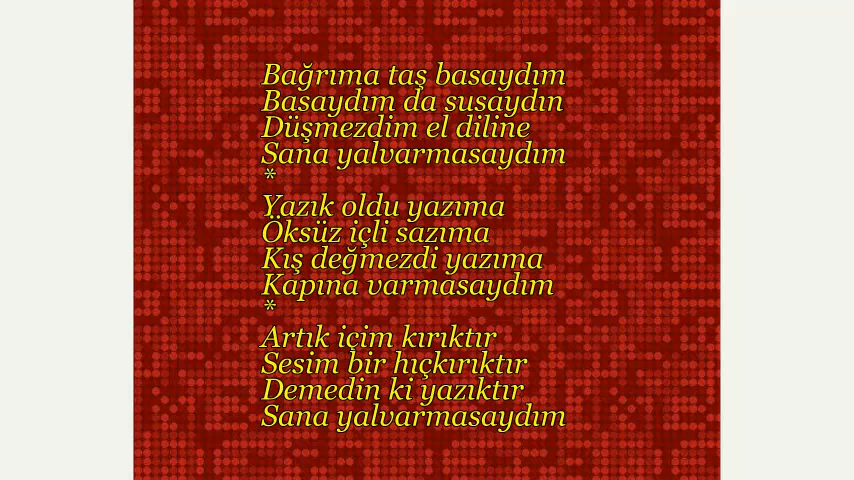 Bağrıma taş basaydım
Basaydım da susaydın
Düşmezdim el diline
Sana yalvarmasaydım
*
Yazık oldu yazıma
Öksüz içli sazıma
Kış değmezdi yazıma
Kapına varmasaydım
*
Artık içim kırıktır
Sesim bir hıçkırıktır
Demedin ki yazıktır
Sana yalvarmasaydım